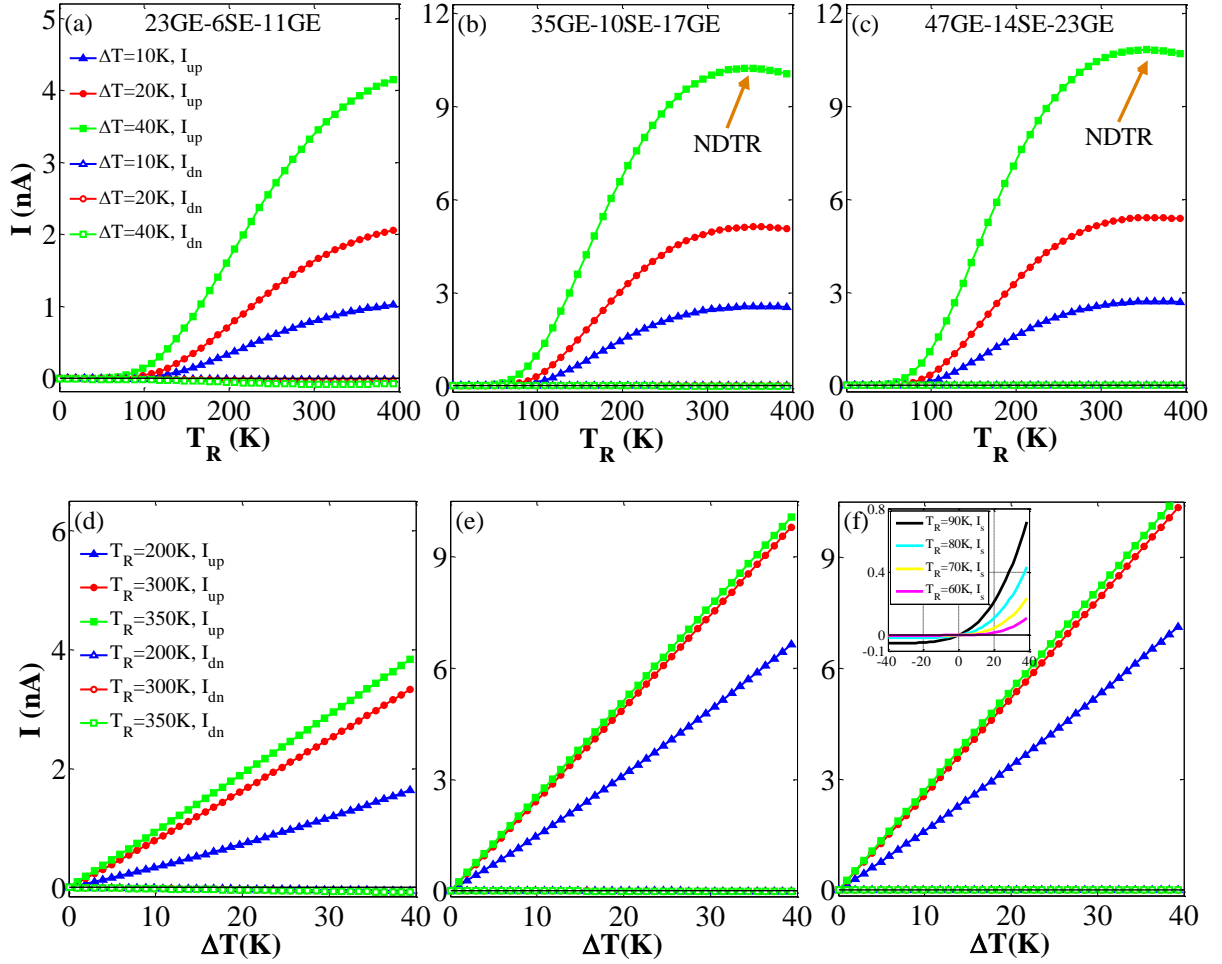 (a) 23GE-6SE-11GE
ΔT=10K, I_up
ΔT=20K, I_up
ΔT=40K, I_up
ΔT=10K, I_dn
ΔT=20K, I_dn
ΔT=40K, I_dn
I (nA)
5
4
3
2
1
0
0 100 200 300 400
T_R (K)
(b) 35GE-10SE-17GE
NDTR
12
9
6
3
0
0 100 200 300 400
T_R (K)
(c) 47GE-14SE-23GE
NDTR
12
9
6
3
0
0 100 200 300 400
T_R (K)
(d)
T_R=200K, I_up
T_R=300K, I_up
T_R=350K, I_up
T_R=200K, I_dn
T_R=300K, I_dn
T_R=350K, I_dn
I (nA)
6
4
2
0
0 10 20 30 40
ΔT(K)
(e)
9
6
3
0
0 10 20 30 40
ΔT(K)
(f)
T_R=90K, I_s
T_R=80K, I_s
T_R=70K, I_s
T_R=60K, I_s
0.8
0.4
0
-0.1
-40 -20 0 20 40
9
6
3
0
0 10 20 30 40
ΔT(K)